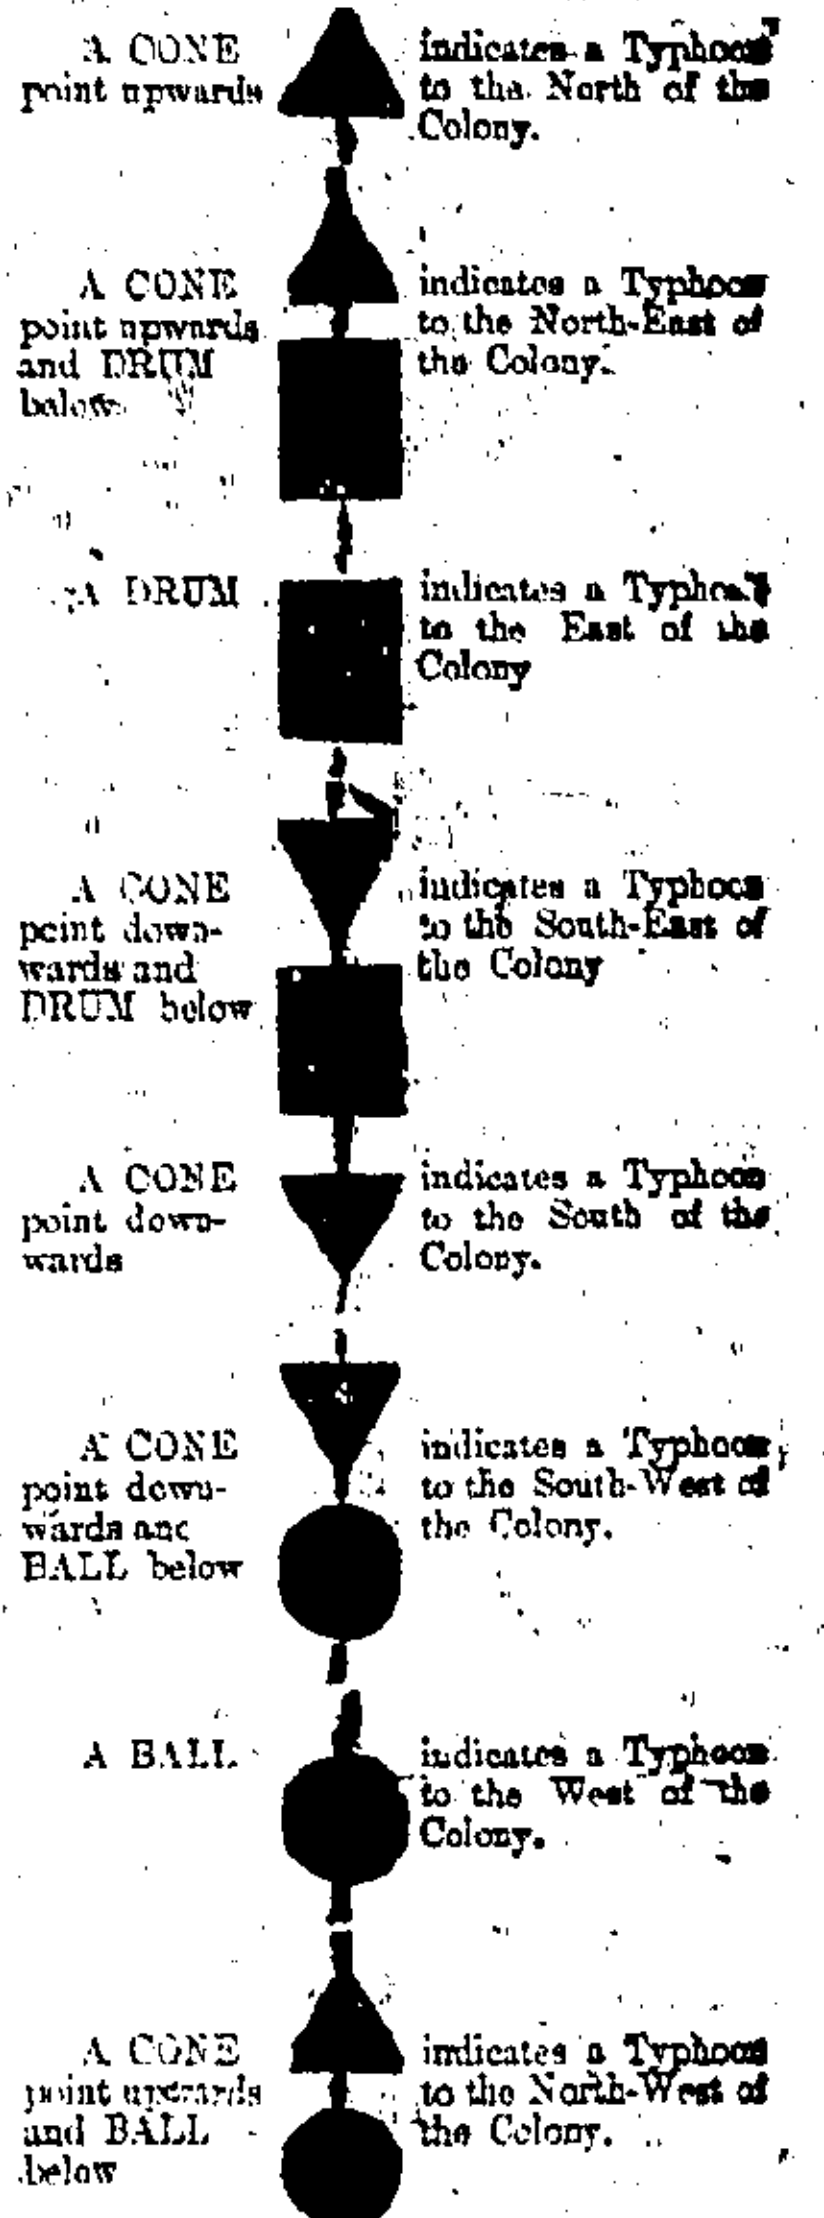 A CONE
point upwards
indicates a Typhoon
to the North of the
Colony.
A CONE
point upwards
and DRUM
below
indicates a Typhoon
to the North-East of
the Colony.
A DRUM
indicates a Typhoon
to the East of the
Colony
A CONE
point down-
wards and
DRUM below
indicates a Typhoon
to the South-East of
the Colony
A CONE
point down-
wards
indicates a Typhoon
to the South of the
Colony.
A CONE
point down-
wards and
BALL below
indicates a Typhoon
to the South-West of
the Colony.
A BALL
indicates a Typhoon
to the West of the
Colony.
A CONE
point upwards
and BALL
below
indicates a Typhoon
to the North-West of
the Colony.